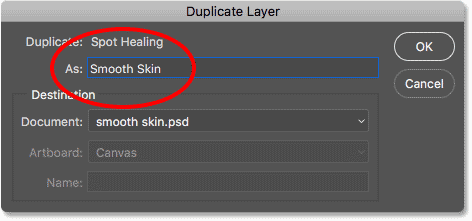 Duplicate Layer
Duplicate: Spot Healing
OK
As: Smooth Skin
Cancel
Destination
Document: smooth skin.psd
Artboard: Canvas
Name: